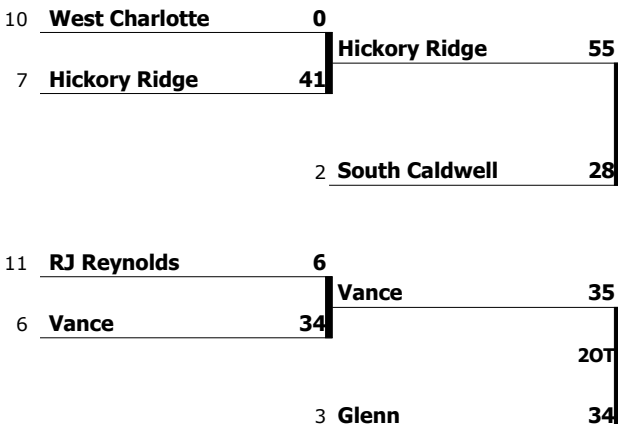 10 West Charlotte 0
Hickory Ridge 55
7 Hickory Ridge 41
2 South Caldwell 28
11 RJ Reynolds 6
Vance 35
6 Vance 34
2OT
3 Glenn 34